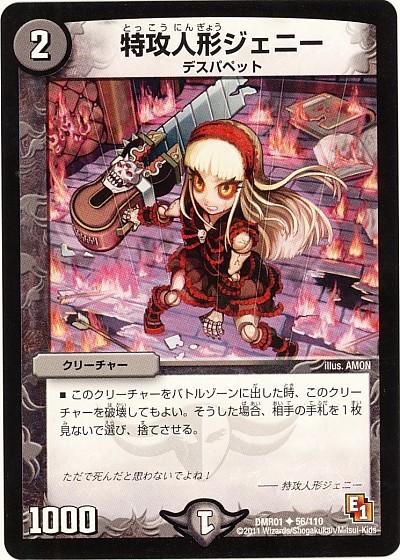 2
とっこうにんぎょう
特攻人形ジェニー
デスパペット
クリーチャー
illus. AMON
■ このクリーチャーをバトルゾーンに出した時、このクリー
チャーを破壊してもよい。そうした場合、相手の手札を1枚
見ないで選び、捨てさせる。
ただで死んだと思わないでよね!
—— 特攻人形ジェニー
1000
1
DMR01 ◆ 56/110
©2011 Wizards/Shogakukan/Mitsui-Kids
E1